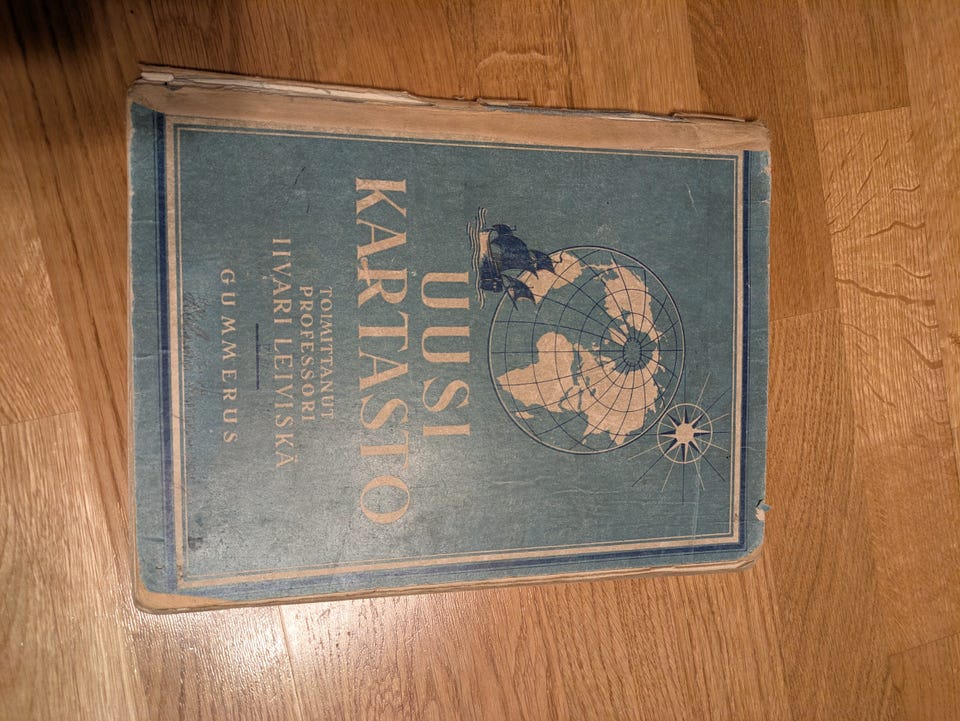 UUSI
KARTASTO
TOIMITTANUT
PROFESSORI
IIVARI LEIVISKÄ
GUMMERUS